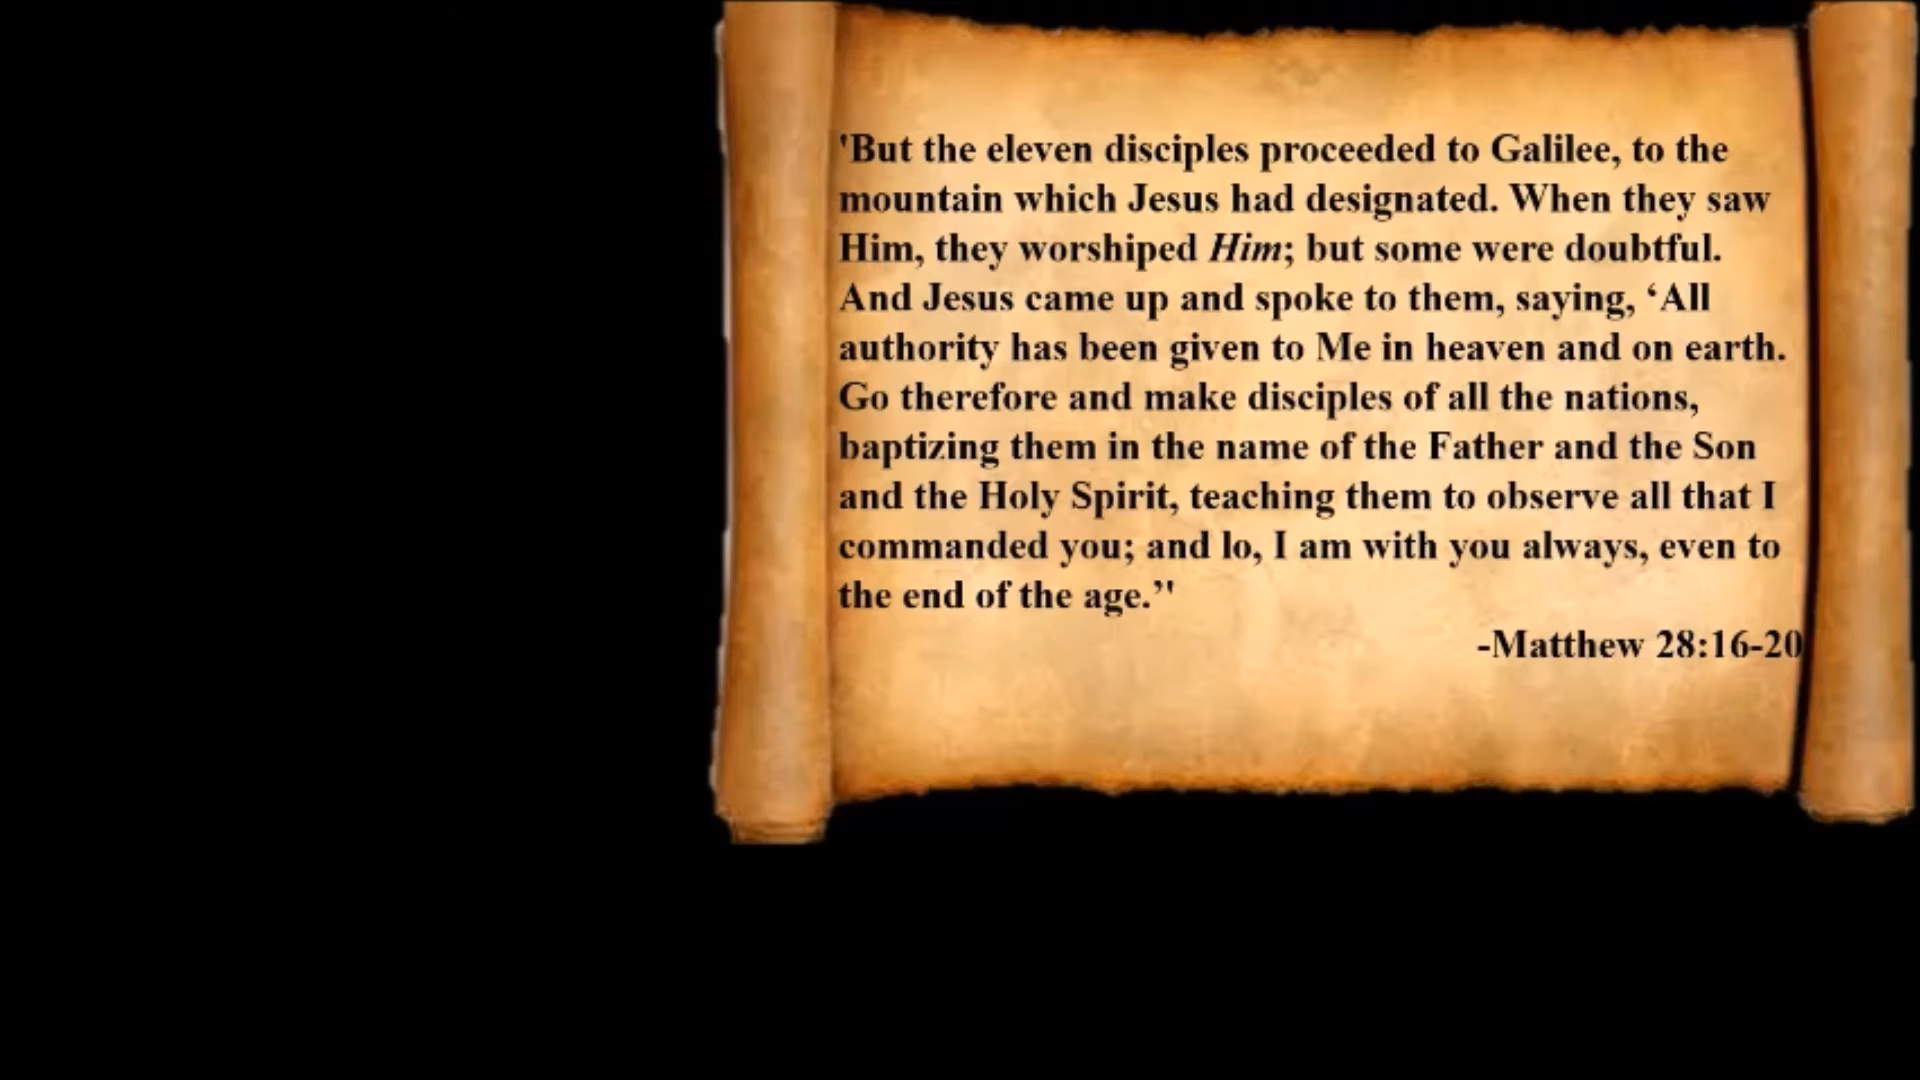 'But the eleven disciples proceeded to Galilee, to the
mountain which Jesus had designated. When they saw
Him, they worshiped Him; but some were doubtful.
And Jesus came up and spoke to them, saying, ‘All
authority has been given to Me in heaven and on earth.
Go therefore and make disciples of all the nations,
baptizing them in the name of the Father and the Son
and the Holy Spirit, teaching them to observe all that I
commanded you; and lo, I am with you always, even to
the end of the age.’'
-Matthew 28:16-20